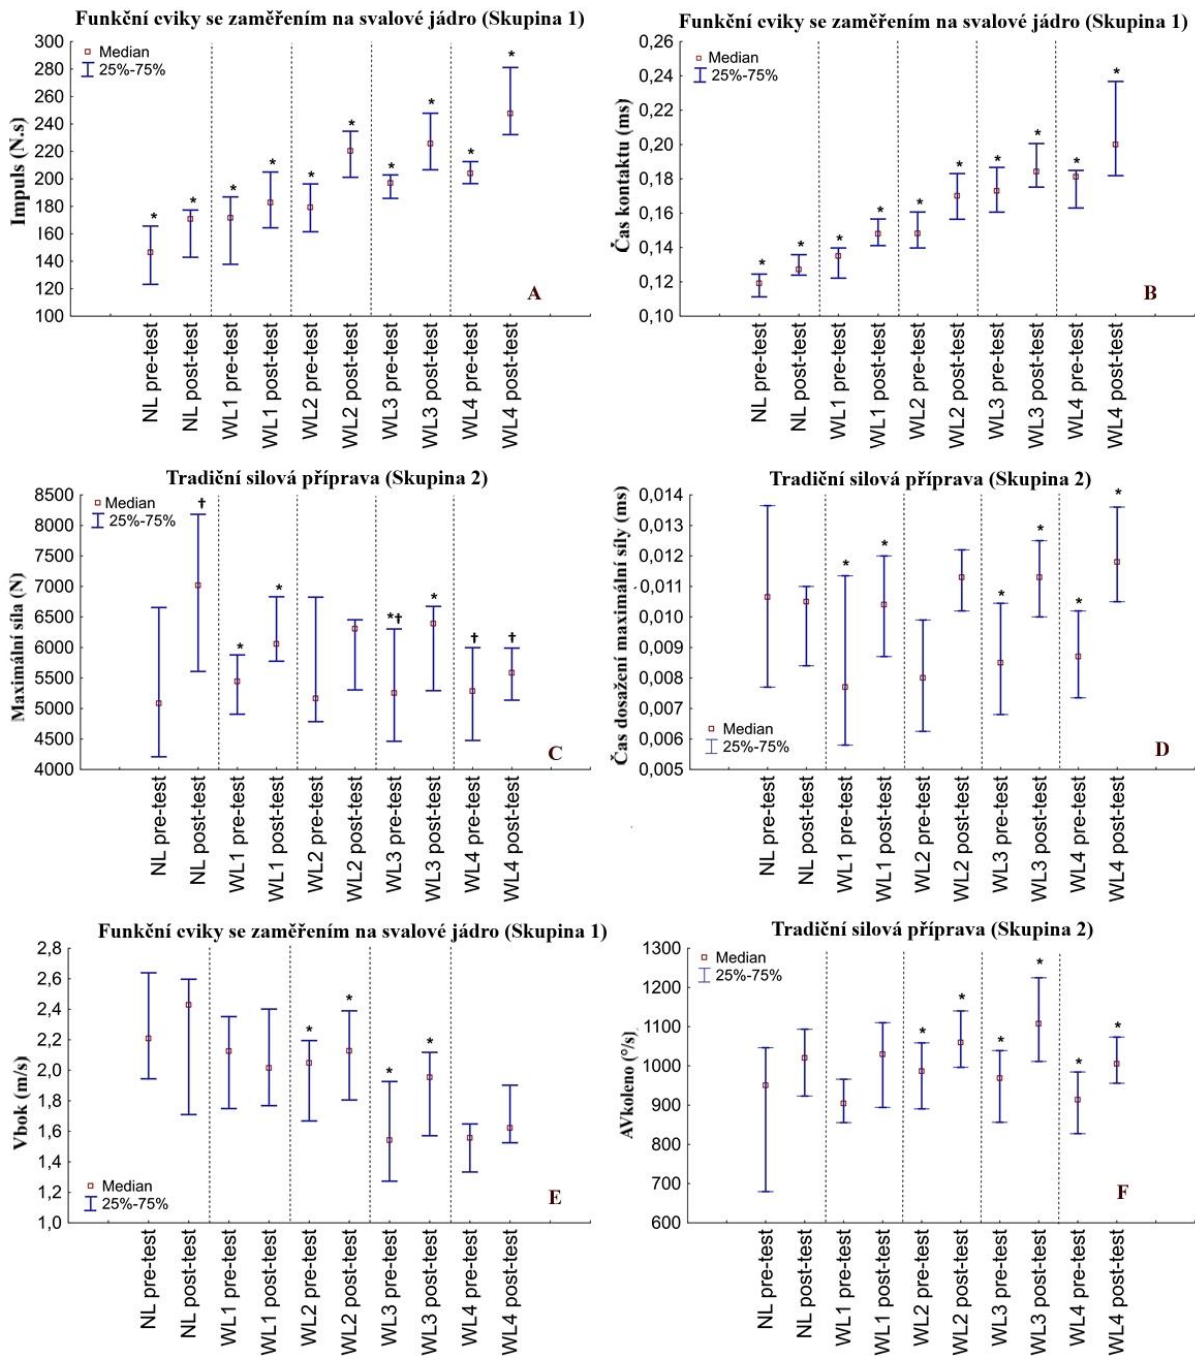 Funkční cviky se zaměřením na svalové jádro (Skupina 1)
Median
25%-75%
Impuls (N.s)
300
280
260
240
220
200
180
160
140
120
100
* * * * * * * * * *
A
NL pre-test
NL post-test
WL1 pre-test
WL1 post-test
WL2 pre-test
WL2 post-test
WL3 pre-test
WL3 post-test
WL4 pre-test
WL4 post-test
Funkční cviky se zaměřením na svalové jádro (Skupina 1)
Median
25%-75%
Čas kontaktu (ms)
0,26
0,24
0,22
0,20
0,18
0,16
0,14
0,12
0,10
* * * * * * * * * *
B
NL pre-test
NL post-test
WL1 pre-test
WL1 post-test
WL2 pre-test
WL2 post-test
WL3 pre-test
WL3 post-test
WL4 pre-test
WL4 post-test
Tradiční silová příprava (Skupina 2)
Median
25%-75%
Maximální síla (N)
8500
8000
7500
7000
6500
6000
5500
5000
4500
4000
† * * *† * † †
C
NL pre-test
NL post-test
WL1 pre-test
WL1 post-test
WL2 pre-test
WL2 post-test
WL3 pre-test
WL3 post-test
WL4 pre-test
WL4 post-test
Tradiční silová příprava (Skupina 2)
Čas dosažení maximální síly (ms)
0,014
0,013
0,012
0,011
0,010
0,009
0,008
0,007
0,006
0,005
* * * * * *
Median
25%-75%
D
NL pre-test
NL post-test
WL1 pre-test
WL1 post-test
WL2 pre-test
WL2 post-test
WL3 pre-test
WL3 post-test
WL4 pre-test
WL4 post-test
Funkční cviky se zaměřením na svalové jádro (Skupina 1)
Vbok (m/s)
2,8
2,6
2,4
2,2
2,0
1,8
1,6
1,4
1,2
1,0
* * * *
Median
25%-75%
E
NL pre-test
NL post-test
WL1 pre-test
WL1 post-test
WL2 pre-test
WL2 post-test
WL3 pre-test
WL3 post-test
WL4 pre-test
WL4 post-test
Tradiční silová příprava (Skupina 2)
Median
25%-75%
AVkoleno (°/s)
1300
1200
1100
1000
900
800
700
600
* * * * * *
F
NL pre-test
NL post-test
WL1 pre-test
WL1 post-test
WL2 pre-test
WL2 post-test
WL3 pre-test
WL3 post-test
WL4 pre-test
WL4 post-test